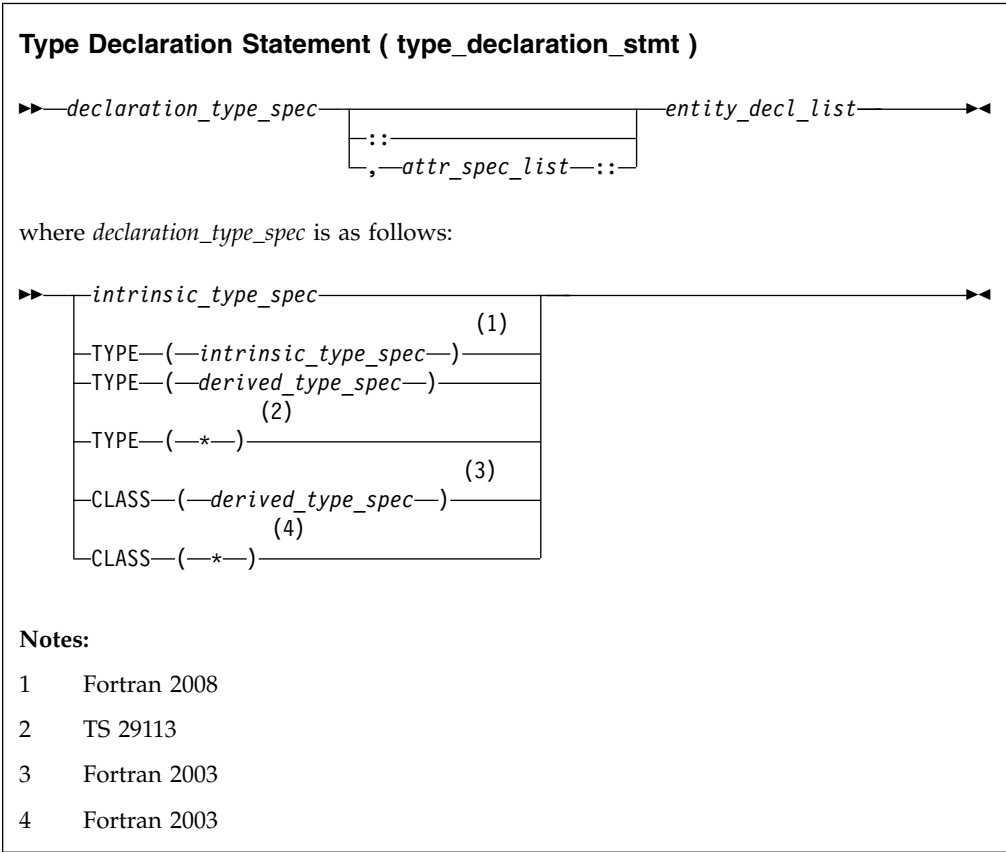 Type Declaration Statement ( type_declaration_stmt )
►►—declaration_type_spec—entity_decl_list—►◄
::
,—attr_spec_list—::
where declaration_type_spec is as follows:
►►—intrinsic_type_spec—►◄
(1)
TYPE—(—intrinsic_type_spec—)
TYPE—(—derived_type_spec—)
(2)
TYPE—(—*—)
(3)
CLASS—(—derived_type_spec—)
(4)
CLASS—(—*—)
Notes:
1 Fortran 2008
2 TS 29113
3 Fortran 2003
4 Fortran 2003